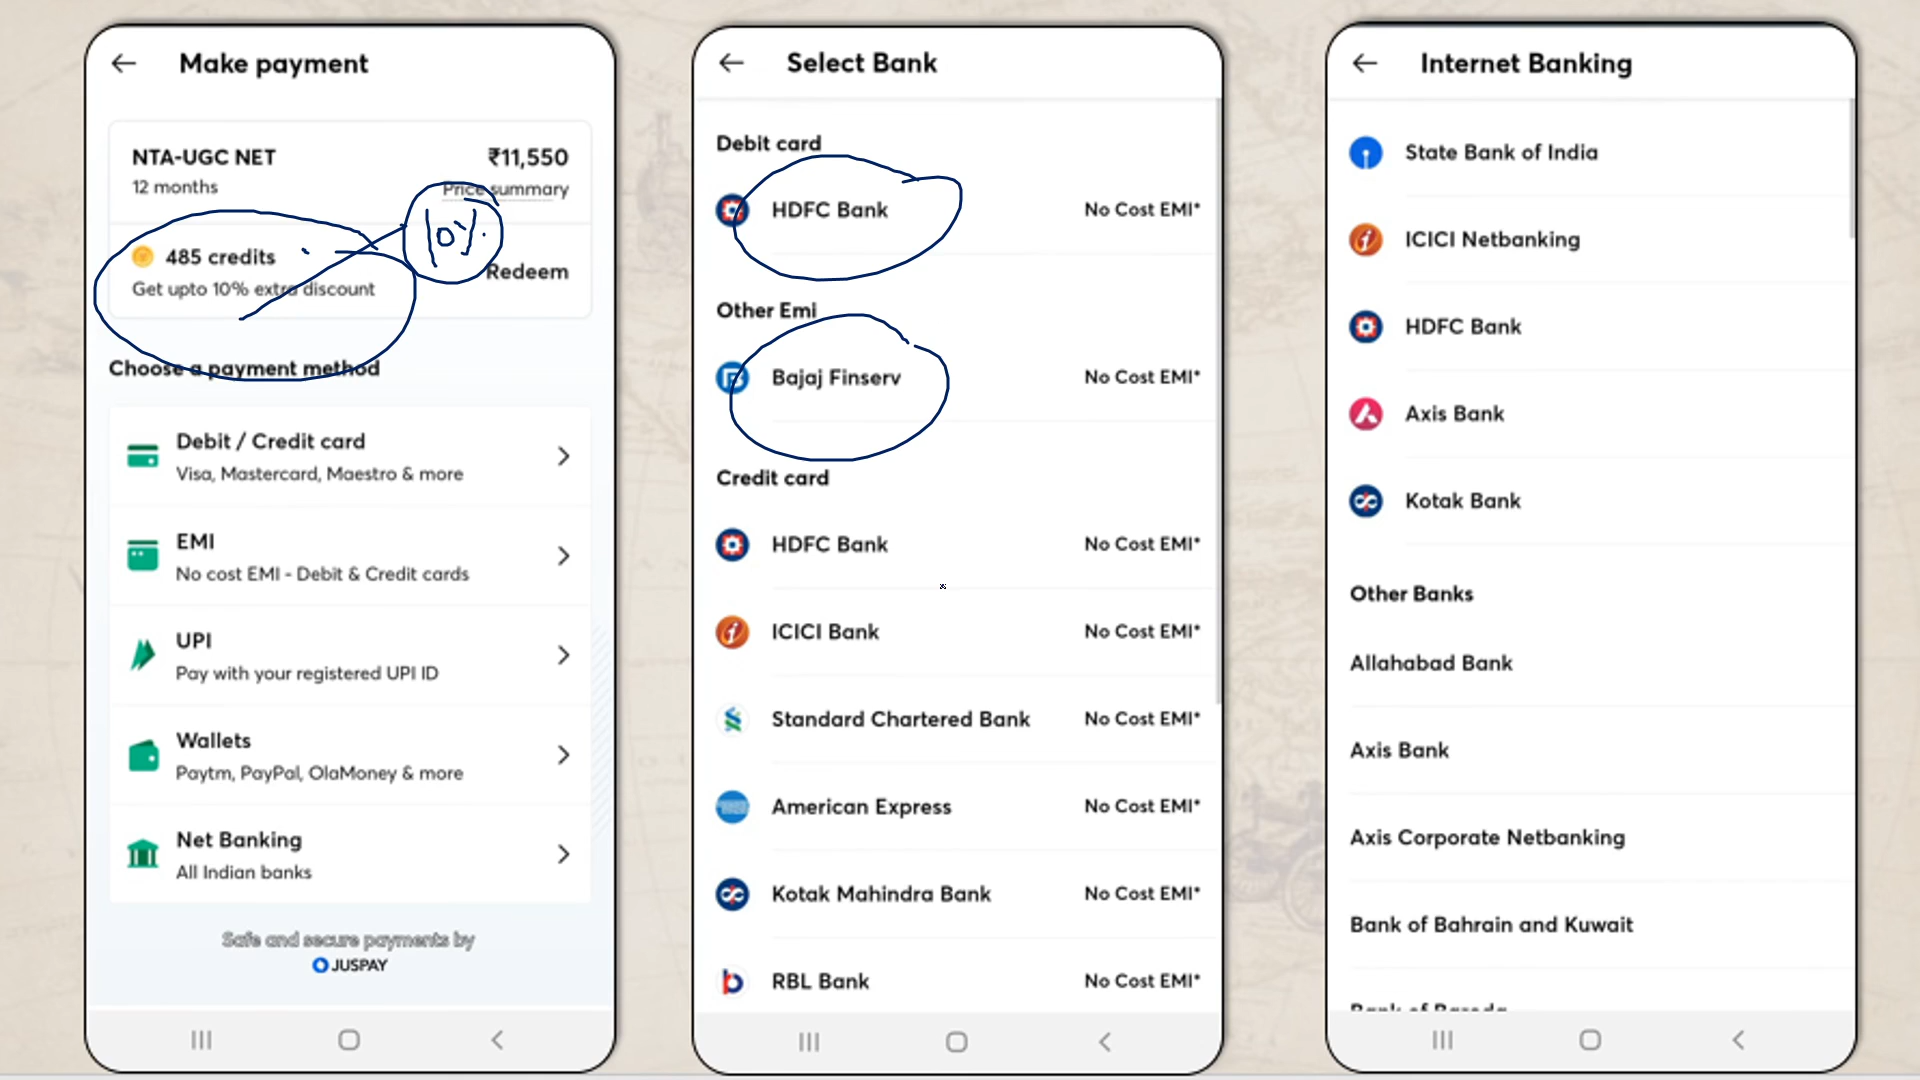 Make payment
NTA-UGC NET ₹11,550
12 months Price summary
10%.
485 credits
Redeem
Get upto 10% extra discount
Choose a payment method
Debit / Credit card
Visa, Mastercard, Maestro & more
EMI
No cost EMI - Debit & Credit cards
UPI
Pay with your registered UPI ID
Wallets
Paytm, PayPal, OlaMoney & more
Net Banking
All Indian banks
Safe and secure payments by
JUSPAY
Select Bank
Debit card
HDFC Bank No Cost EMI*
Other Emi
Bajaj Finserv No Cost EMI*
Credit card
HDFC Bank No Cost EMI*
ICICI Bank No Cost EMI*
Standard Chartered Bank No Cost EMI*
American Express No Cost EMI*
Kotak Mahindra Bank No Cost EMI*
RBL Bank No Cost EMI*
Internet Banking
State Bank of India
ICICI Netbanking
HDFC Bank
Axis Bank
Kotak Bank
Other Banks
Allahabad Bank
Axis Bank
Axis Corporate Netbanking
Bank of Bahrain and Kuwait
Bank of Baroda